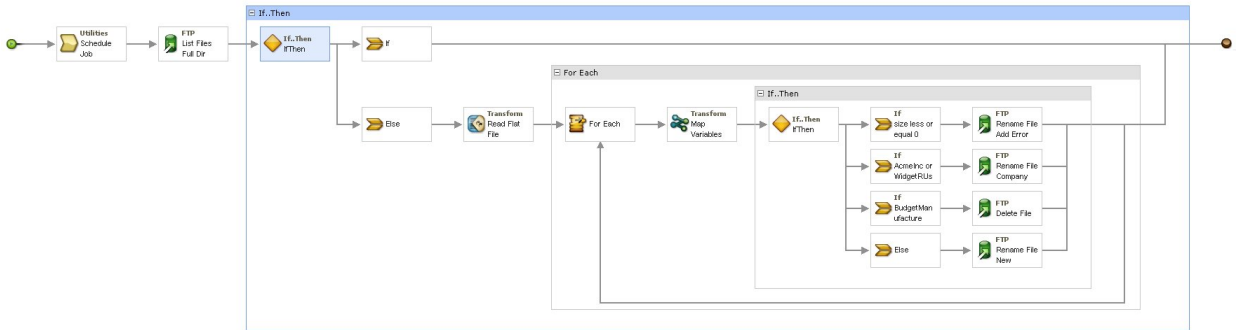 If..Then
Utilities
Schedule
Job
FTP
List Files
Full Dir
If..Then
IfThen
If
For Each
If..Then
Else
Transform
Read Flat
File
For Each
Transform
Map
Variables
If..Then
IfThen
If
size less or
equal 0
FTP
Rename File
Add Error
If
AcmeInc or
WidgetRUs
FTP
Rename File
Company
If
BudgetMan
ufacture
FTP
Delete File
Else
FTP
Rename File
New